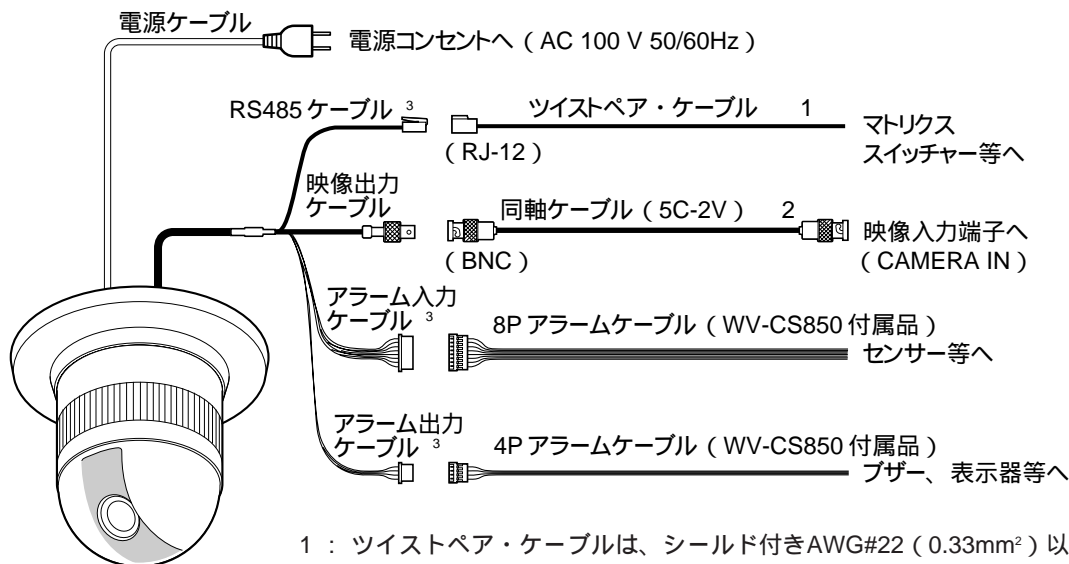 電源ケーブル
電源コンセントへ（AC 100 V 50/60Hz）
RS485 ケーブル 3
ツイストペア・ケーブル 1
（RJ-12）
マトリクス
スイッチャー等へ
映像出力
ケーブル
同軸ケーブル（5C-2V） 2
（BNC）
映像入力端子へ
（CAMERA IN）
アラーム入力
ケーブル 3
8P アラームケーブル（WV-CS850 付属品）
センサー等へ
アラーム出力
ケーブル 3
4P アラームケーブル（WV-CS850 付属品）
ブザー、表示器等へ
1 ： ツイストペア・ケーブルは、シールド付きAWG#22（0.33mm²）以